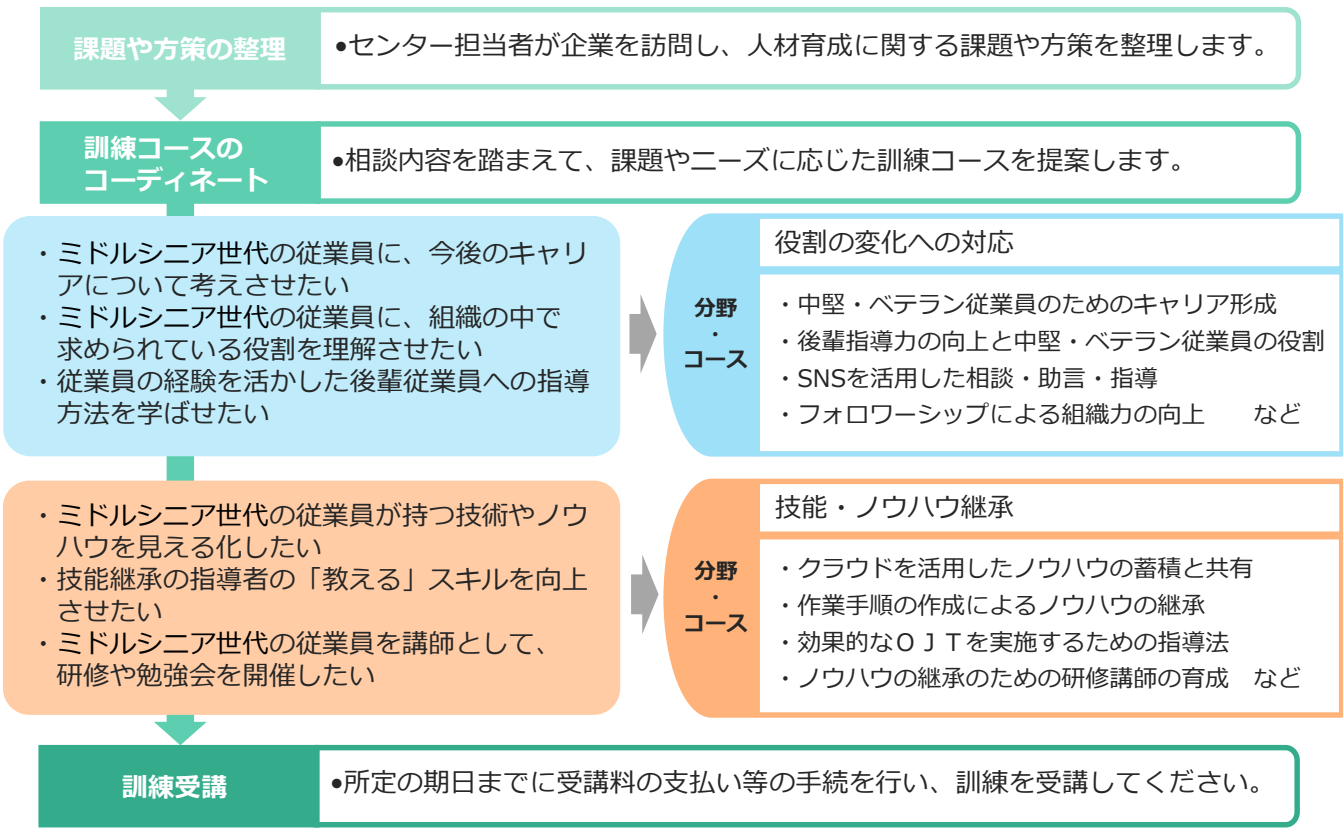 課題や方策の整理
•センター担当者が企業を訪問し、人材育成に関する課題や方策を整理します。
訓練コースの
コーディネート
•相談内容を踏まえて、課題やニーズに応じた訓練コースを提案します。
・ミドルシニア世代の従業員に、今後のキャリ
アについて考えさせたい
・ミドルシニア世代の従業員に、組織の中で
求められている役割を理解させたい
・従業員の経験を活かした後輩従業員への指導
方法を学ばせたい
分野
・
コース
役割の変化への対応
・中堅・ベテラン従業員のためのキャリア形成
・後輩指導力の向上と中堅・ベテラン従業員の役割
・SNSを活用した相談・助言・指導
・フォロワーシップによる組織力の向上　　など
・ミドルシニア世代の従業員が持つ技術やノウ
ハウを見える化したい
・技能継承の指導者の「教える」スキルを向上
させたい
・ミドルシニア世代の従業員を講師として、
研修や勉強会を開催したい
分野
・
コース
技能・ノウハウ継承
・クラウドを活用したノウハウの蓄積と共有
・作業手順の作成によるノウハウの継承
・効果的なＯＪＴを実施するための指導法
・ノウハウの継承のための研修講師の育成　など
訓練受講
•所定の期日までに受講料の支払い等の手続を行い、訓練を受講してください。